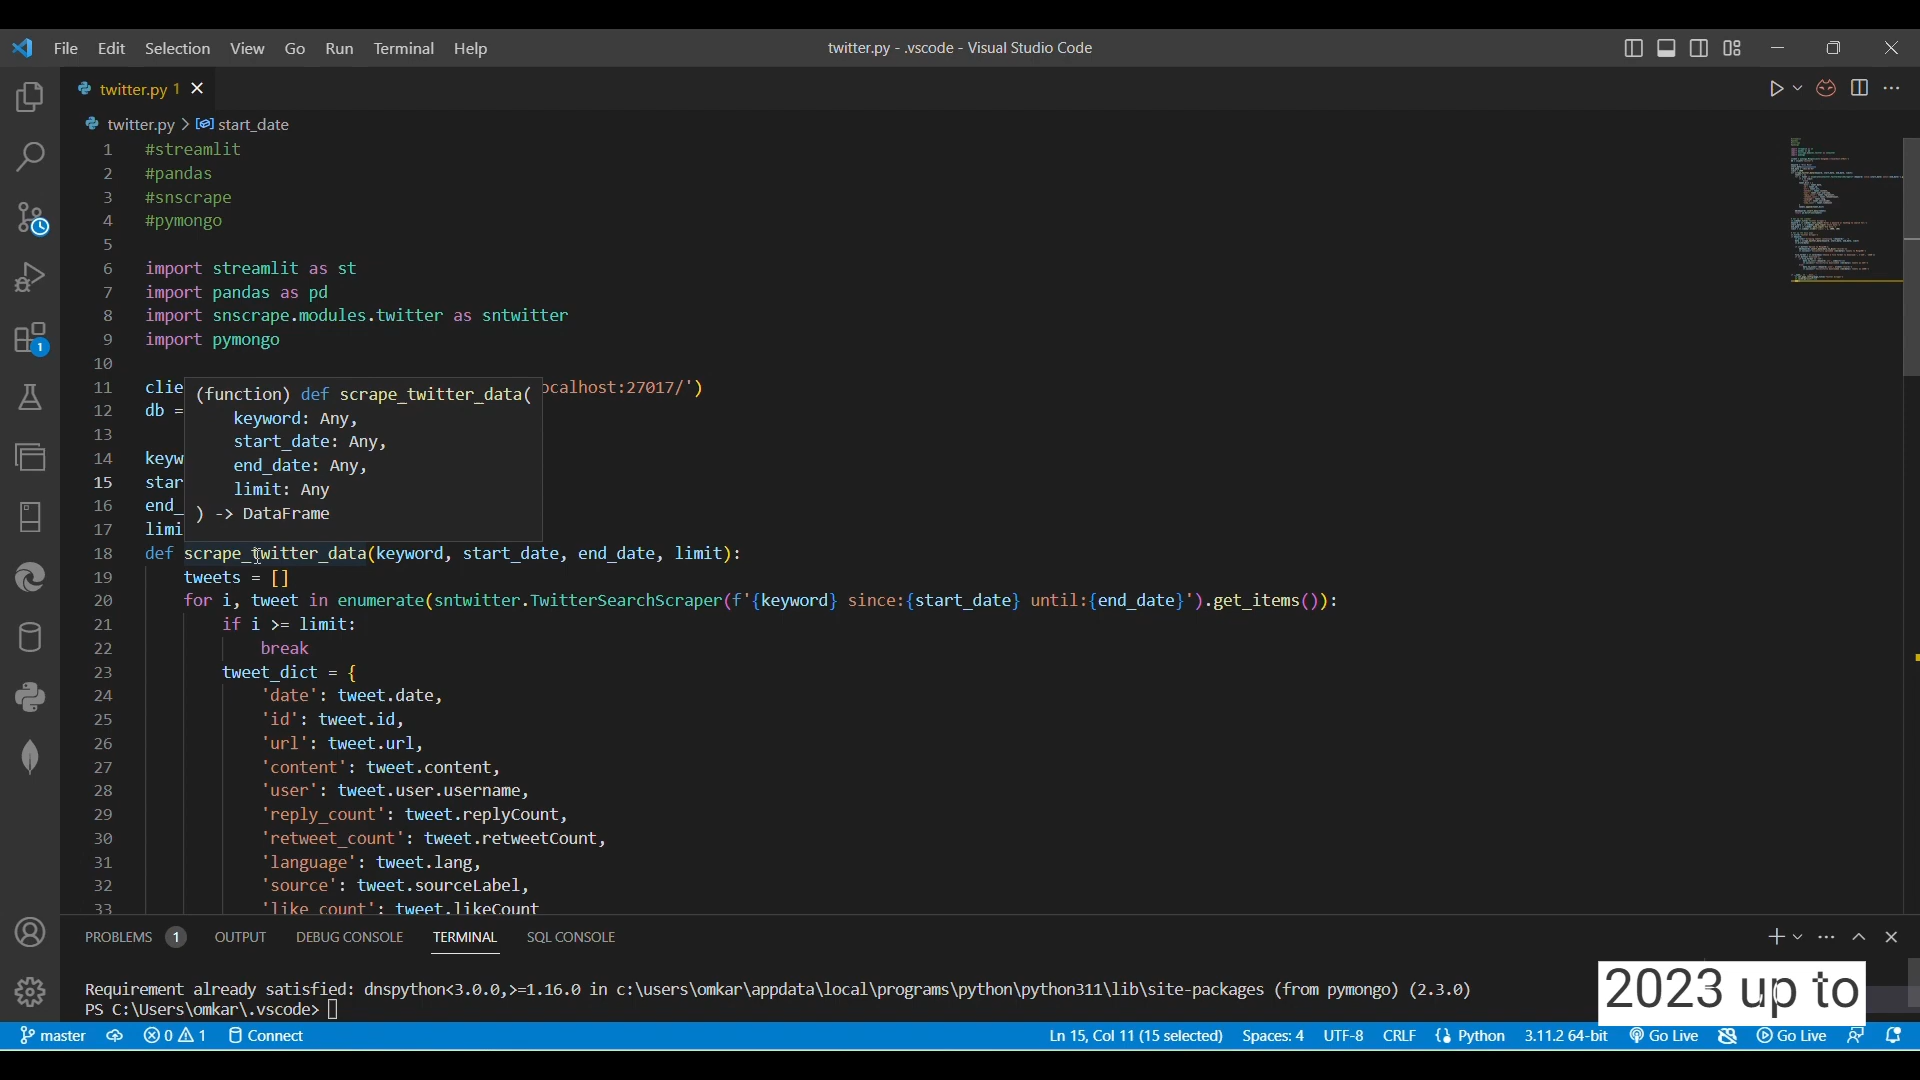 File Edit Selection View Go Run Terminal Help
twitter.py - .vscode - Visual Studio Code
twitter.py 1
twitter.py > start_date
1 #streamlit
2 #pandas
3 #snscrape
4 #pymongo
5
6 import streamlit as st
7 import pandas as pd
8 import snscrape.modules.twitter as sntwitter
9 import pymongo
10
11 clie ocalhost:27017/')
12 db =
13
14 keyw
15 star
16 end_
17 limi
(function) def scrape_twitter_data(
keyword: Any,
start_date: Any,
end_date: Any,
limit: Any
) -> DataFrame
18 def scrape_twitter_data(keyword, start_date, end_date, limit):
19 tweets = []
20 for i, tweet in enumerate(sntwitter.TwitterSearchScraper(f'{keyword} since:{start_date} until:{end_date}').get_items()):
21 if i >= limit:
22 break
23 tweet_dict = {
24 'date': tweet.date,
25 'id': tweet.id,
26 'url': tweet.url,
27 'content': tweet.content,
28 'user': tweet.user.username,
29 'reply_count': tweet.replyCount,
30 'retweet_count': tweet.retweetCount,
31 'language': tweet.lang,
32 'source': tweet.sourceLabel,
33 'like_count': tweet.likeCount
PROBLEMS 1 OUTPUT DEBUG CONSOLE TERMINAL SQL CONSOLE
Requirement already satisfied: dnspython<3.0.0,>=1.16.0 in c:\users\omkar\appdata\local\programs\python\python311\lib\site-packages (from pymongo) (2.3.0)
PS C:\Users\omkar\.vscode>
2023 up to
master 0 1 Connect Ln 15, Col 11 (15 selected) Spaces: 4 UTF-8 CRLF Python 3.11.2 64-bit Go Live Go Live